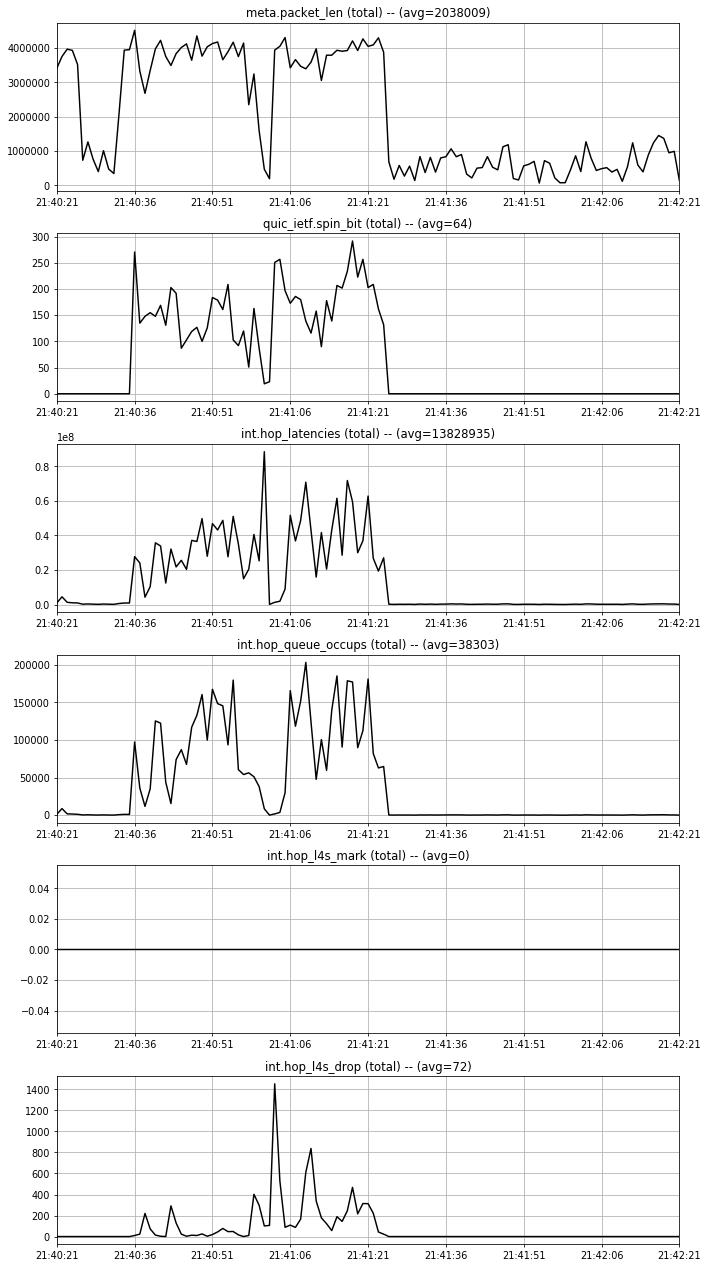 meta.packet_len (total) -- (avg=2038009)
4000000
3000000
2000000
1000000
0
21:40:21 21:40:36 21:40:51 21:41:06 21:41:21 21:41:36 21:41:51 21:42:06 21:42:21
quic_ietf.spin_bit (total) -- (avg=64)
300
250
200
150
100
50
0
21:40:21 21:40:36 21:40:51 21:41:06 21:41:21 21:41:36 21:41:51 21:42:06 21:42:21
int.hop_latencies (total) -- (avg=13828935)
1e8
0.8
0.6
0.4
0.2
0.0
21:40:21 21:40:36 21:40:51 21:41:06 21:41:21 21:41:36 21:41:51 21:42:06 21:42:21
int.hop_queue_occups (total) -- (avg=38303)
200000
150000
100000
50000
0
21:40:21 21:40:36 21:40:51 21:41:06 21:41:21 21:41:36 21:41:51 21:42:06 21:42:21
int.hop_l4s_mark (total) -- (avg=0)
0.04
0.02
0.00
−0.02
−0.04
21:40:21 21:40:36 21:40:51 21:41:06 21:41:21 21:41:36 21:41:51 21:42:06 21:42:21
int.hop_l4s_drop (total) -- (avg=72)
1400
1200
1000
800
600
400
200
0
21:40:21 21:40:36 21:40:51 21:41:06 21:41:21 21:41:36 21:41:51 21:42:06 21:42:21